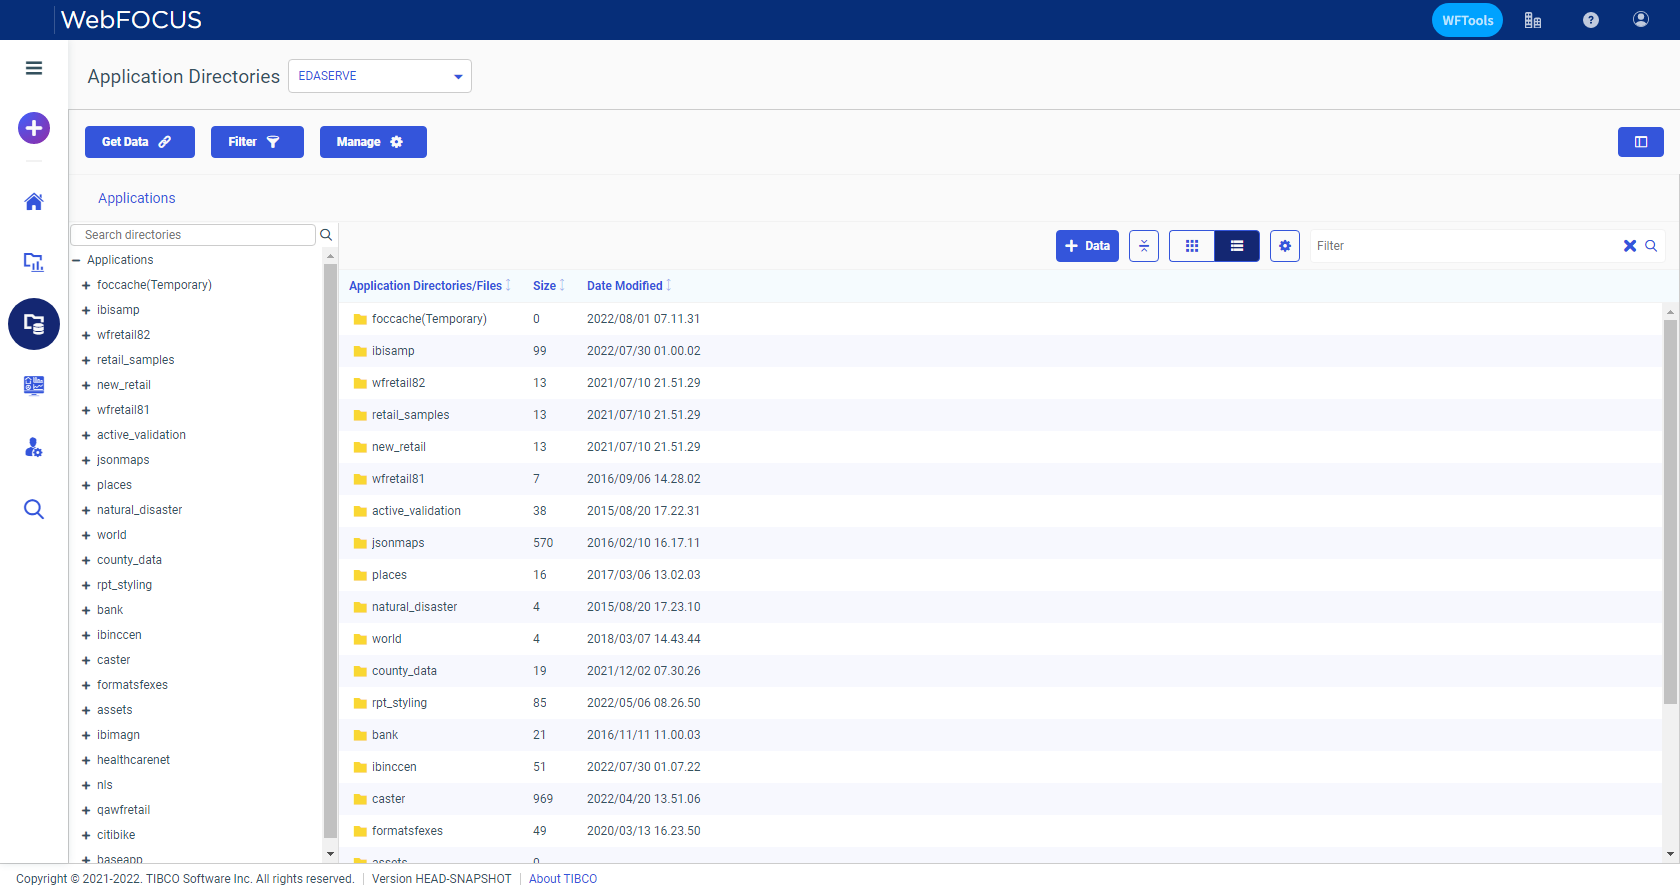 WebFOCUS
WFTools
Application Directories EDASERVE
Get Data Filter Manage
Applications
Search directories
Applications
foccache(Temporary)
ibisamp
wfretail82
retail_samples
new_retail
wfretail81
active_validation
jsonmaps
places
natural_disaster
world
county_data
rpt_styling
bank
ibinccen
caster
formatsfexes
assets
ibimagn
healthcarenet
nls
qawfretail
citibike
baseapp
+ Data Filter
Application Directories/Files Size Date Modified
foccache(Temporary) 0 2022/08/01 07.11.31
ibisamp 99 2022/07/30 01.00.02
wfretail82 13 2021/07/10 21.51.29
retail_samples 13 2021/07/10 21.51.29
new_retail 13 2021/07/10 21.51.29
wfretail81 7 2016/09/06 14.28.02
active_validation 38 2015/08/20 17.22.31
jsonmaps 570 2016/02/10 16.17.11
places 16 2017/03/06 13.02.03
natural_disaster 4 2015/08/20 17.23.10
world 4 2018/03/07 14.43.44
county_data 19 2021/12/02 07.30.26
rpt_styling 85 2022/05/06 08.26.50
bank 21 2016/11/11 11.00.03
ibinccen 51 2022/07/30 01.07.22
caster 969 2022/04/20 13.51.06
formatsfexes 49 2020/03/13 16.23.50
assets 0
Copyright © 2021-2022. TIBCO Software Inc. All rights reserved. Version HEAD-SNAPSHOT About TIBCO